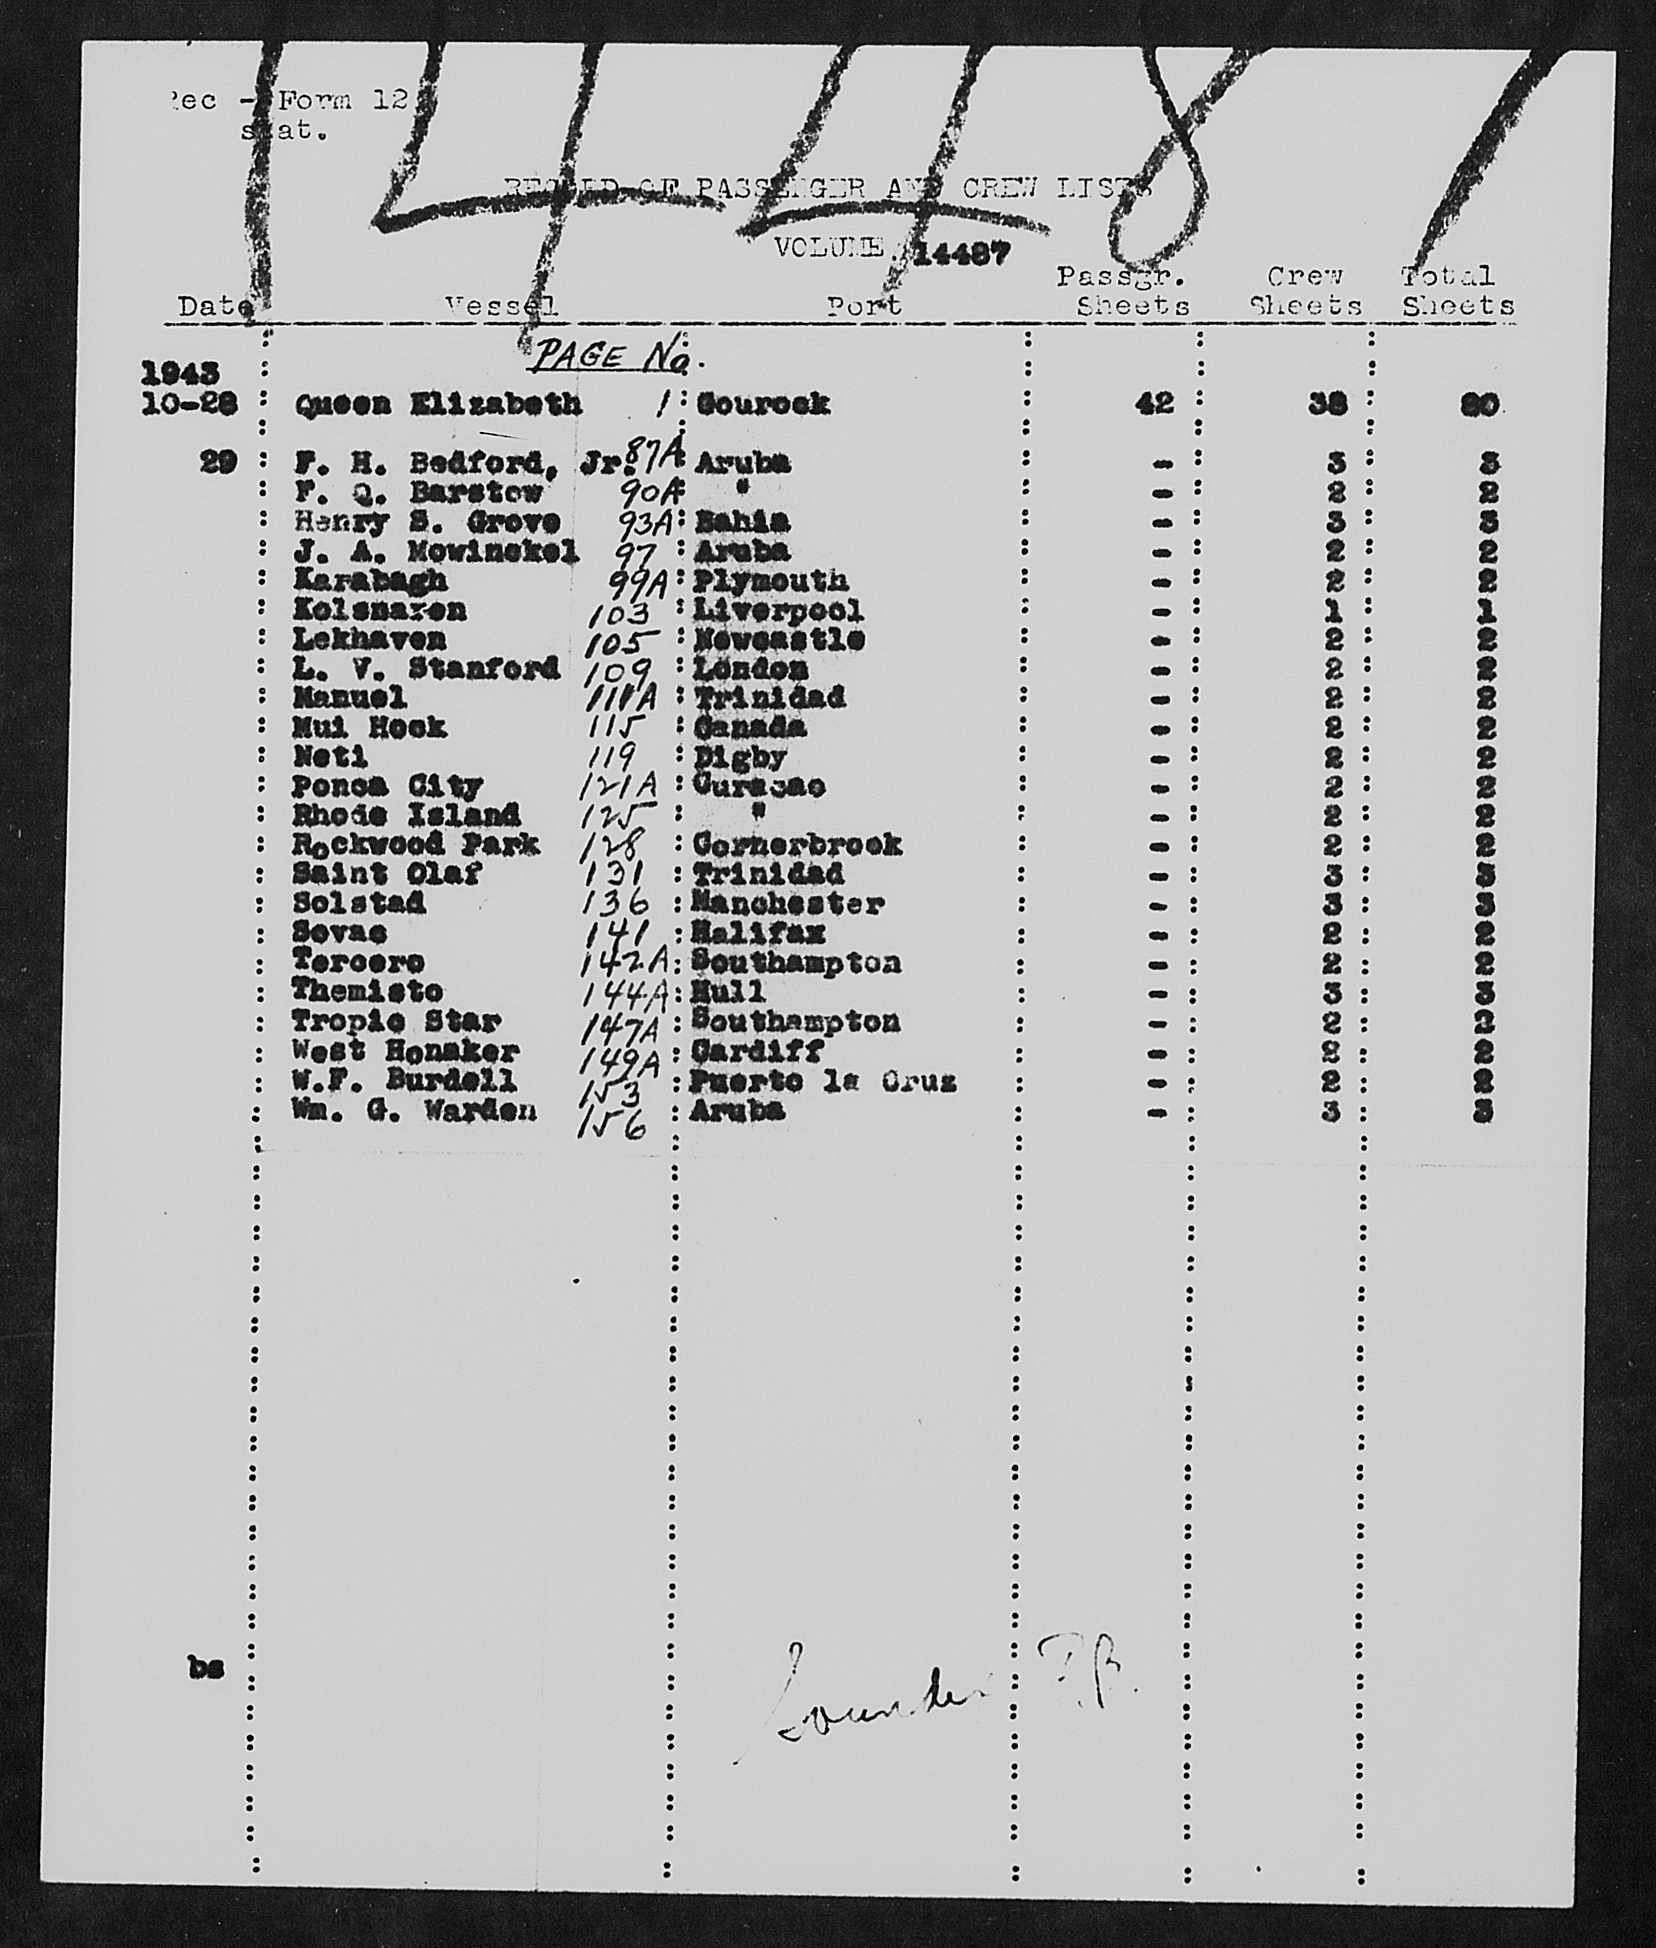 14487
Rec - Form 12
stat.
RECORD OF PASSENGER AND CREW LISTS
VOLUME 14487
Date Vessel Port Passgr. Sheets Crew Sheets Total Sheets
PAGE No.
1943
10-28 Queen Elizabeth 1 Gourock 42 38 80
29 F. H. Bedford, Jr. 87A Aruba - 3 3
F. Q. Barstow 90A " - 2 2
Henry S. Grove 93A Bahia - 3 3
J. A. Mowinckel 97 Aruba - 2 2
Karabagh 99A Plymouth - 2 2
Kolsnaren 103 Liverpool - 1 1
Lekhaven 105 Newcastle - 2 2
L. V. Stanford 109 London - 2 2
Manuel 111A Trinidad - 2 2
Mui Hock 115 Canada - 2 2
Neti 119 Digby - 2 2
Ponca City 121A Curacao - 2 2
Rhode Island 125 " - 2 2
Rockwood Park 128 Cornerbrook - 2 2
Saint Olaf 131 Trinidad - 3 3
Solstad 136 Manchester - 3 3
Sovac 141 Halifax - 2 2
Tercero 142A Southampton - 2 2
Themisto 144A Hull - 3 3
Tropic Star 147A Southampton - 2 2
West Honaker 149A Cardiff - 2 2
W.F. Burdell 153 Puerto la Cruz - 2 2
Wm. G. Warden 156 Aruba - 3 3
bs
P.B.